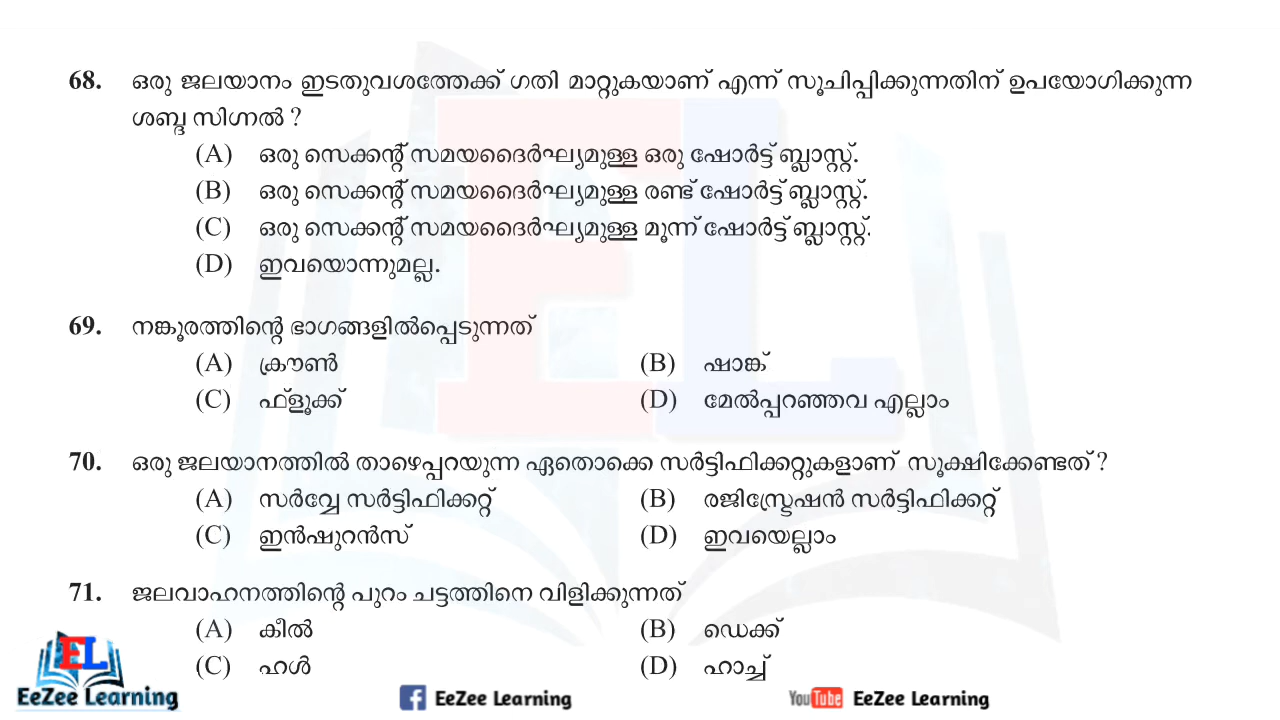 68. ഒരു ജലയാനം ഇടതുവശത്തേക്ക് ഗതി മാറ്റുകയാണ് എന്ന് സൂചിപ്പിക്കുന്നതിന് ഉപയോഗിക്കുന്ന
ശബ്ദ സിഗ്നൽ ?
(A) ഒരു സെക്കന്റ് സമയദൈർഘ്യമുള്ള ഒരു ഷോർട്ട് ബ്ലാസ്റ്റ്.
(B) ഒരു സെക്കന്റ് സമയദൈർഘ്യമുള്ള രണ്ട് ഷോർട്ട് ബ്ലാസ്റ്റ്.
(C) ഒരു സെക്കന്റ് സമയദൈർഘ്യമുള്ള മൂന്ന് ഷോർട്ട് ബ്ലാസ്റ്റ്.
(D) ഇവയൊന്നുമല്ല.
69. നങ്കൂരത്തിന്റെ ഭാഗങ്ങളിൽപ്പെടുന്നത്
(A) ക്രൗൺ (B) ഷാങ്ക്
(C) ഫ്ളൂക്ക് (D) മേൽപ്പറഞ്ഞവ എല്ലാം
70. ഒരു ജലയാനത്തിൽ താഴെപ്പറയുന്ന ഏതൊക്കെ സർട്ടിഫിക്കറ്റുകളാണ് സൂക്ഷിക്കേണ്ടത് ?
(A) സർവ്വേ സർട്ടിഫിക്കറ്റ് (B) രജിസ്ട്രേഷൻ സർട്ടിഫിക്കറ്റ്
(C) ഇൻഷുറൻസ് (D) ഇവയെല്ലാം
71. ജലവാഹനത്തിന്റെ പുറം ചട്ടത്തിനെ വിളിക്കുന്നത്
(A) കീൽ (B) ഡെക്ക്
(C) ഹൾ (D) ഹാച്ച്
EL
EeZee Learning
f EeZee Learning
YouTube EeZee Learning